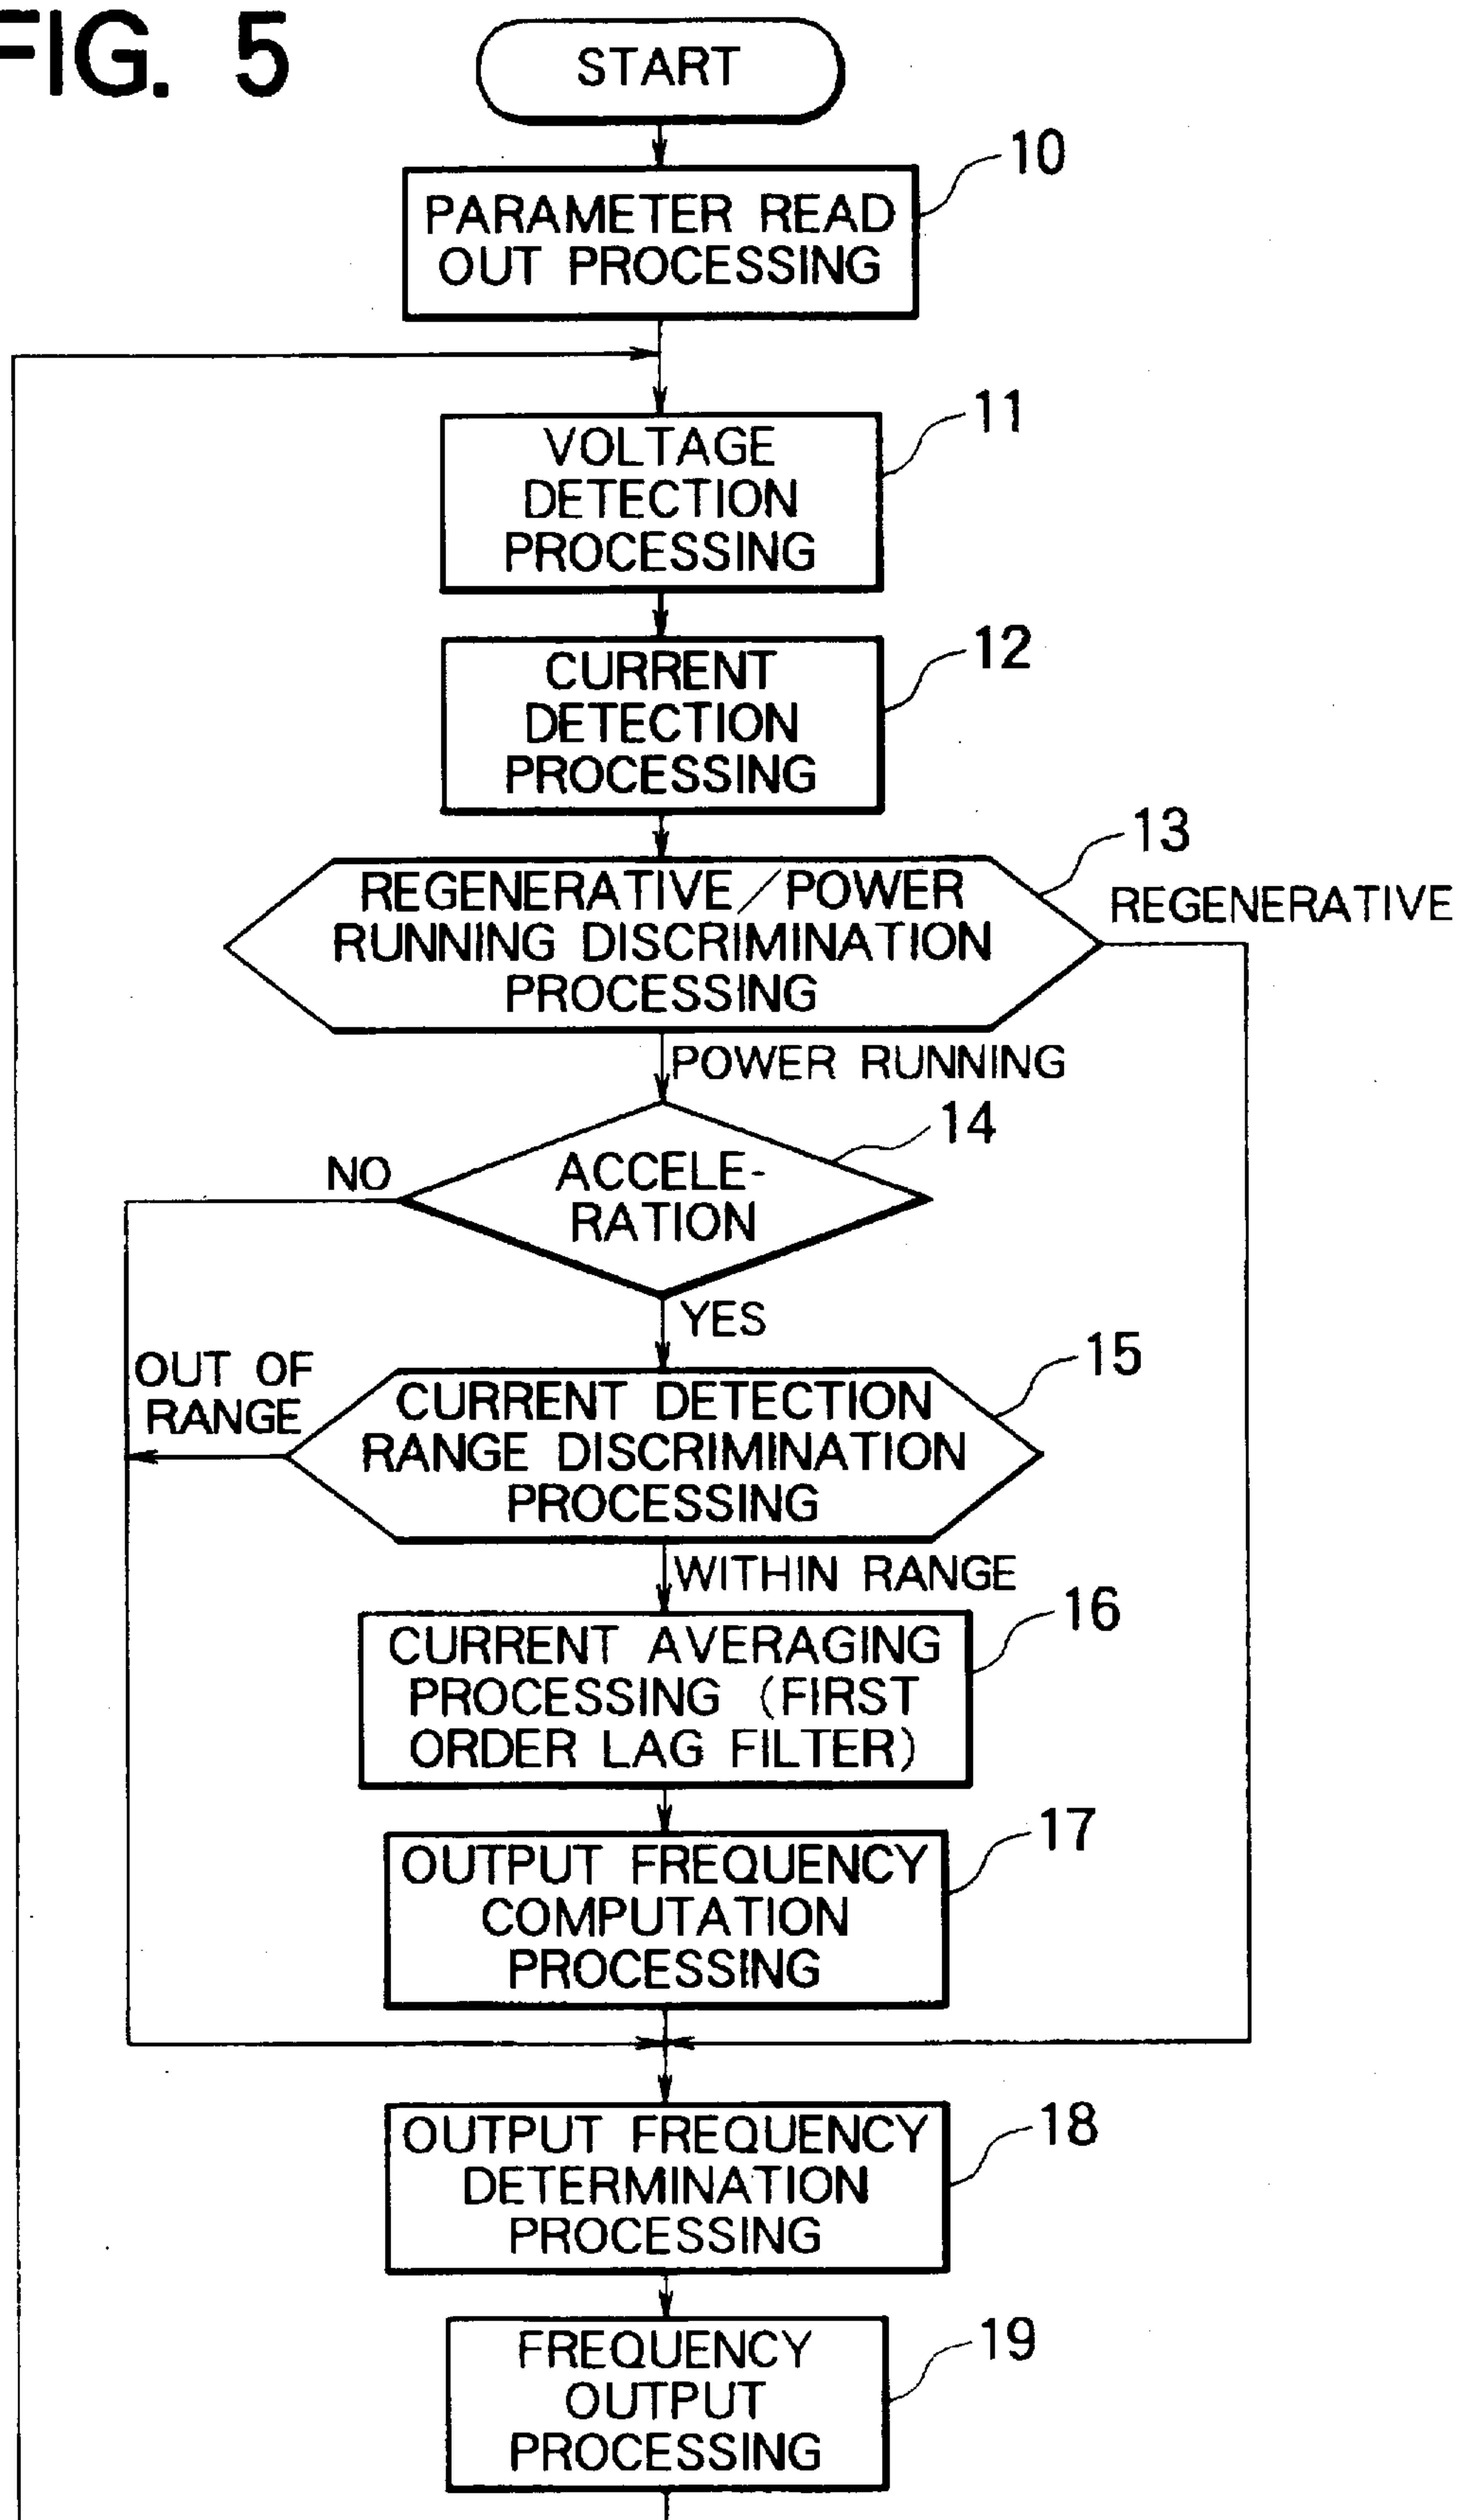 FIG. 5
START
10
PARAMETER READ
OUT PROCESSING
11
VOLTAGE
DETECTION
PROCESSING
12
CURRENT
DETECTION
PROCESSING
13
REGENERATIVE/POWER
RUNNING DISCRIMINATION
PROCESSING
REGENERATIVE
POWER RUNNING
14
NO
ACCELE-
RATION
YES
15
OUT OF
RANGE
CURRENT DETECTION
RANGE DISCRIMINATION
PROCESSING
WITHIN RANGE
16
CURRENT AVERAGING
PROCESSING (FIRST
ORDER LAG FILTER)
17
OUTPUT FREQUENCY
COMPUTATION
PROCESSING
18
OUTPUT FREQUENCY
DETERMINATION
PROCESSING
19
FREQUENCY
OUTPUT
PROCESSING